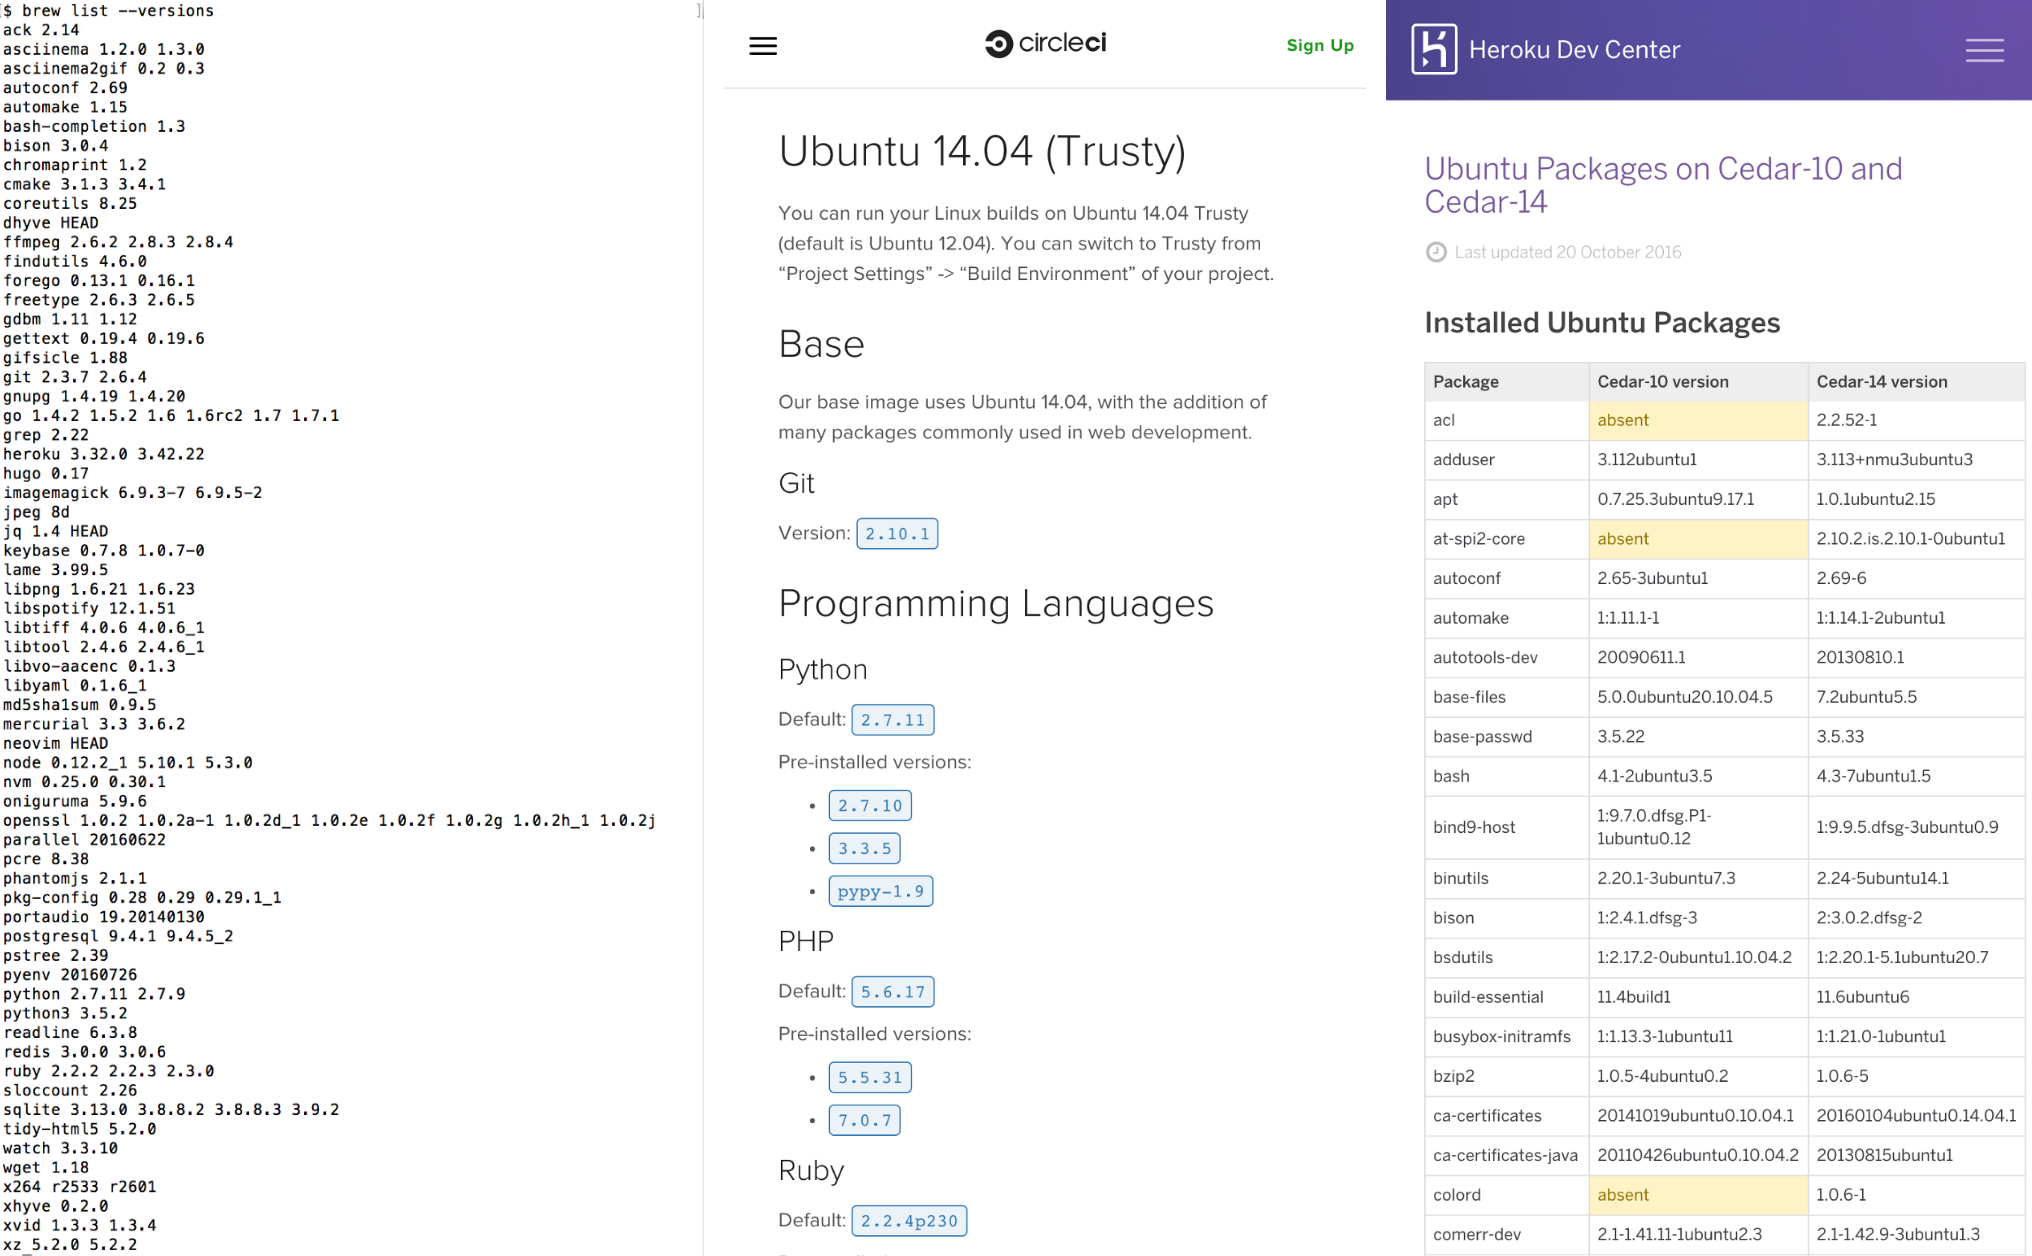 $ brew list --versions
ack 2.14
asciinema 1.2.0 1.3.0
asciinema2gif 0.2 0.3
autoconf 2.69
automake 1.15
bash-completion 1.3
bison 3.0.4
chromaprint 1.2
cmake 3.1.3 3.4.1
coreutils 8.25
dhyve HEAD
ffmpeg 2.6.2 2.8.3 2.8.4
findutils 4.6.0
forego 0.13.1 0.16.1
freetype 2.6.3 2.6.5
gdbm 1.11 1.12
gettext 0.19.4 0.19.6
gifsicle 1.88
git 2.3.7 2.6.4
gnupg 1.4.19 1.4.20
go 1.4.2 1.5.2 1.6 1.6rc2 1.7 1.7.1
grep 2.22
heroku 3.32.0 3.42.22
hugo 0.17
imagemagick 6.9.3-7 6.9.5-2
jpeg 8d
jq 1.4 HEAD
keybase 0.7.8 1.0.7-0
lame 3.99.5
libpng 1.6.21 1.6.23
libspotify 12.1.51
libtiff 4.0.6 4.0.6_1
libtool 2.4.6 2.4.6_1
libvo-aacenc 0.1.3
libyaml 0.1.6_1
md5sha1sum 0.9.5
mercurial 3.3 3.6.2
neovim HEAD
node 0.12.2_1 5.10.1 5.3.0
nvm 0.25.0 0.30.1
oniguruma 5.9.6
openssl 1.0.2 1.0.2a-1 1.0.2d_1 1.0.2e 1.0.2f 1.0.2g 1.0.2h_1 1.0.2j
parallel 20160622
pcre 8.38
phantomjs 2.1.1
pkg-config 0.28 0.29 0.29.1_1
portaudio 19.20140130
postgresql 9.4.1 9.4.5_2
pstree 2.39
pyenv 20160726
python 2.7.11 2.7.9
python3 3.5.2
readline 6.3.8
redis 3.0.0 3.0.6
ruby 2.2.2 2.2.3 2.3.0
sloccount 2.26
sqlite 3.13.0 3.8.8.2 3.8.8.3 3.9.2
tidy-html5 5.2.0
watch 3.3.10
wget 1.18
x264 r2533 r2601
xhyve 0.2.0
xvid 1.3.3 1.3.4
xz 5.2.0 5.2.2
circleci
Sign Up
Ubuntu 14.04 (Trusty)
You can run your Linux builds on Ubuntu 14.04 Trusty
(default is Ubuntu 12.04). You can switch to Trusty from
“Project Settings” -> “Build Environment” of your project.
Base
Our base image uses Ubuntu 14.04, with the addition of
many packages commonly used in web development.
Git
Version: 2.10.1
Programming Languages
Python
Default: 2.7.11
Pre-installed versions:
• 2.7.10
• 3.3.5
• pypy-1.9
PHP
Default: 5.6.17
Pre-installed versions:
• 5.5.31
• 7.0.7
Ruby
Default: 2.2.4p230
Heroku Dev Center
Ubuntu Packages on Cedar-10 and
Cedar-14
Last updated 20 October 2016
Installed Ubuntu Packages
Package Cedar-10 version Cedar-14 version
acl absent 2.2.52-1
adduser 3.112ubuntu1 3.113+nmu3ubuntu3
apt 0.7.25.3ubuntu9.17.1 1.0.1ubuntu2.15
at-spi2-core absent 2.10.2.is.2.10.1-0ubuntu1
autoconf 2.65-3ubuntu1 2.69-6
automake 1:1.11.1-1 1:1.14.1-2ubuntu1
autotools-dev 20090611.1 20130810.1
base-files 5.0.0ubuntu20.10.04.5 7.2ubuntu5.5
base-passwd 3.5.22 3.5.33
bash 4.1-2ubuntu3.5 4.3-7ubuntu1.5
bind9-host 1:9.7.0.dfsg.P1-
1ubuntu0.12 1:9.9.5.dfsg-3ubuntu0.9
binutils 2.20.1-3ubuntu7.3 2.24-5ubuntu14.1
bison 1:2.4.1.dfsg-3 2:3.0.2.dfsg-2
bsdutils 1:2.17.2-0ubuntu1.10.04.2 1:2.20.1-5.1ubuntu20.7
build-essential 11.4build1 11.6ubuntu6
busybox-initramfs 1:1.13.3-1ubuntu11 1:1.21.0-1ubuntu1
bzip2 1.0.5-4ubuntu0.2 1.0.6-5
ca-certificates 20141019ubuntu0.10.04.1 20160104ubuntu0.14.04.1
ca-certificates-java 20110426ubuntu0.10.04.2 20130815ubuntu1
colord absent 1.0.6-1
comerr-dev 2.1-1.41.11-1ubuntu2.3 2.1-1.42.9-3ubuntu1.3